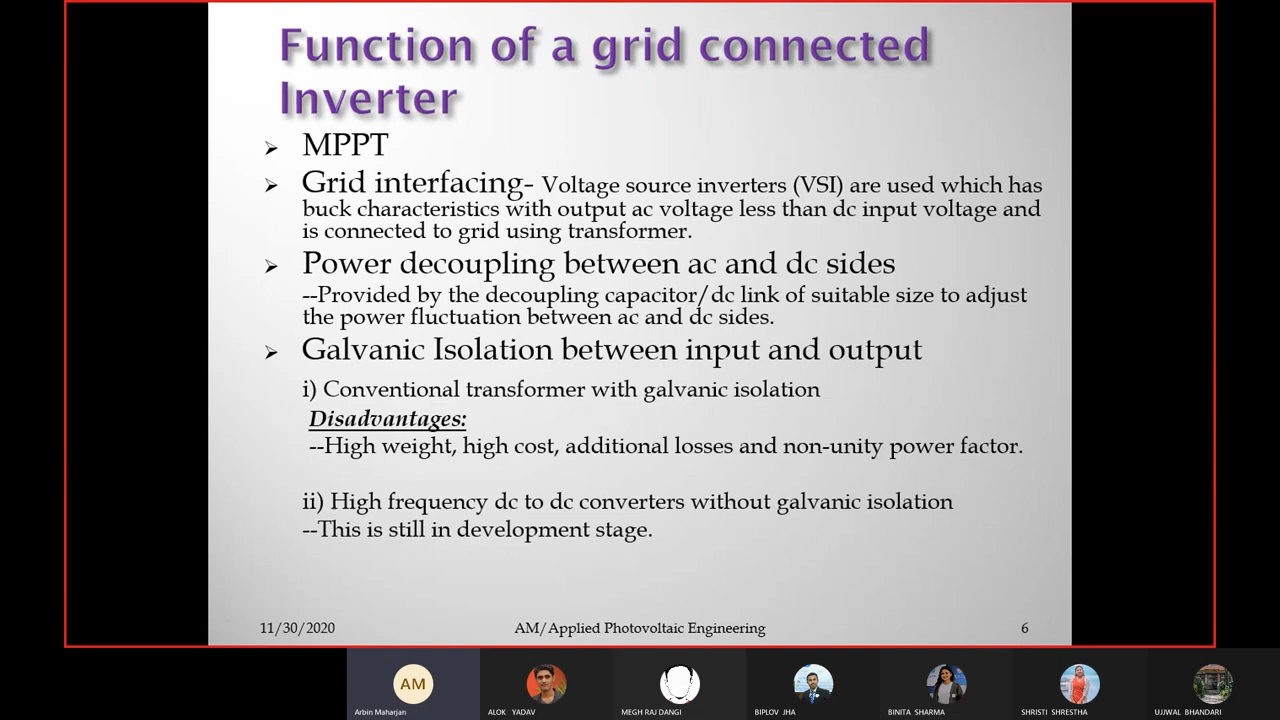 Function of a grid connected
Inverter
➢ MPPT
➢ Grid interfacing- Voltage source inverters (VSI) are used which has
buck characteristics with output ac voltage less than dc input voltage and
is connected to grid using transformer.
➢ Power decoupling between ac and dc sides
--Provided by the decoupling capacitor/dc link of suitable size to adjust
the power fluctuation between ac and dc sides.
➢ Galvanic Isolation between input and output
i) Conventional transformer with galvanic isolation
Disadvantages:
--High weight, high cost, additional losses and non-unity power factor.
ii) High frequency dc to dc converters without galvanic isolation
--This is still in development stage.
11/30/2020 AM/Applied Photovoltaic Engineering 6
AM
Arbin Maharjan ALOK YADAV MEGH RAJ DANGI BIPLOV JHA BINITA SHARMA SHRISTI SHRESTHA UJJWAL BHANDARI